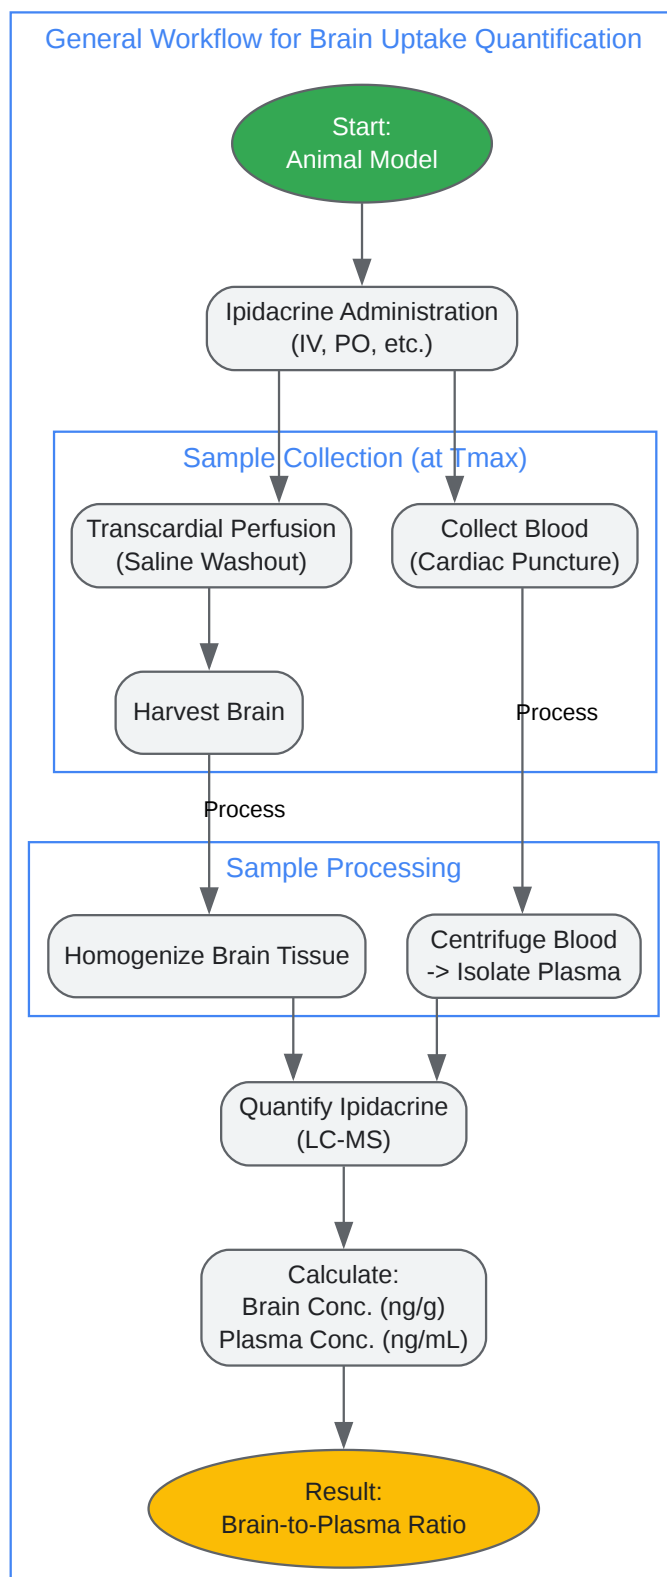 General Workflow for Brain Uptake Quantification
Start:
Animal Model
Ipidacrine Administration
(IV, PO, etc.)
Sample Collection (at Tmax)
Transcardial Perfusion
(Saline Washout)
Collect Blood
(Cardiac Puncture)
Harvest Brain
Process
Process
Sample Processing
Homogenize Brain Tissue
Centrifuge Blood
-> Isolate Plasma
Quantify Ipidacrine
(LC-MS)
Calculate:
Brain Conc. (ng/g)
Plasma Conc. (ng/mL)
Result:
Brain-to-Plasma Ratio